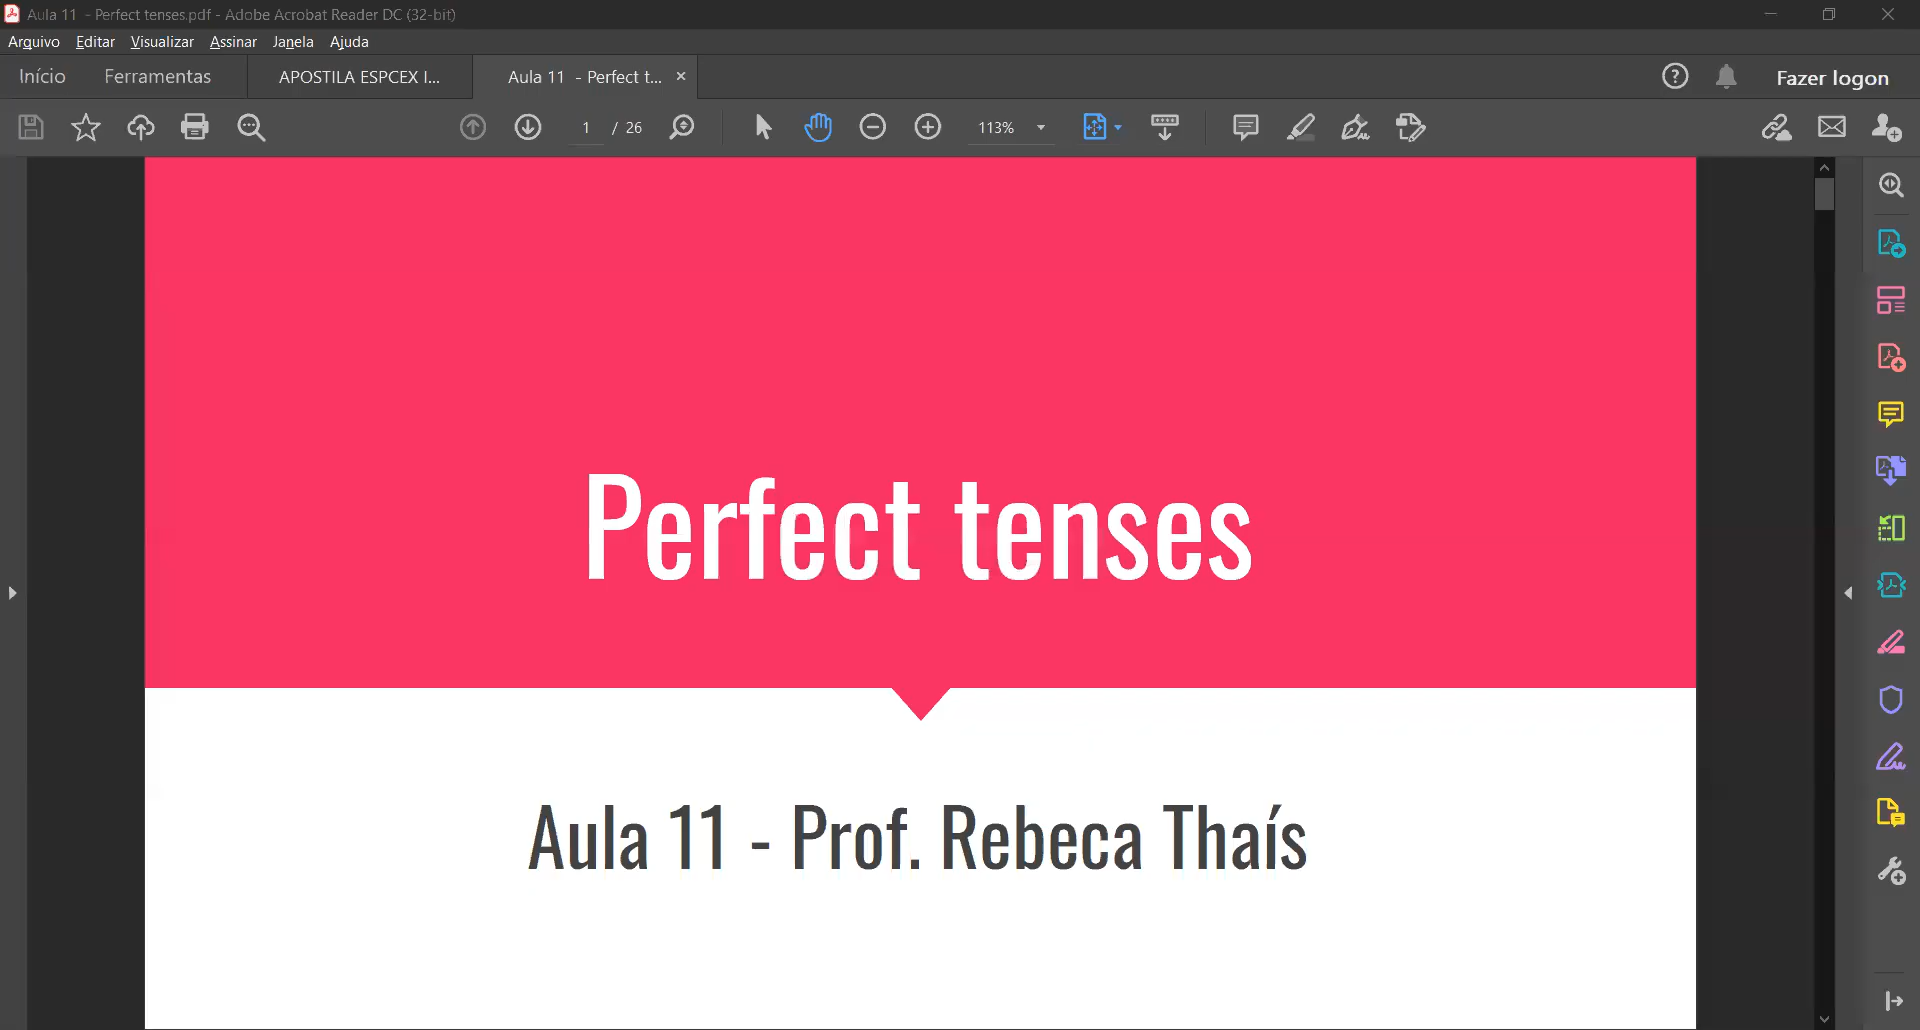 Aula 11 - Perfect tenses.pdf - Adobe Acrobat Reader DC (32-bit)
Arquivo Editar Visualizar Assinar Janela Ajuda
Início Ferramentas APOSTILA ESPCEX I... Aula 11 - Perfect t... Fazer logon
1 / 26 113%
Perfect tenses
Aula 11 - Prof. Rebeca Thaís